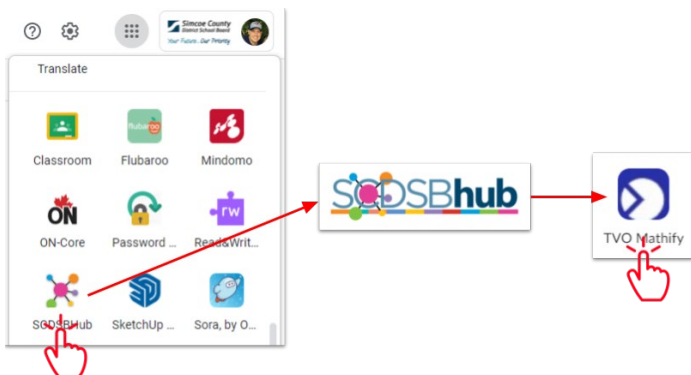 Simcoe County
District School Board
Your Future. Our Priority
Translate
Classroom
Flubaroo
flubaroo
Mindomo
ON
rw
ON-Core
Password ...
Read&Writ...
SCDSBHub
SketchUp ...
Sora, by O...
SCDSBhub
TVO Mathify